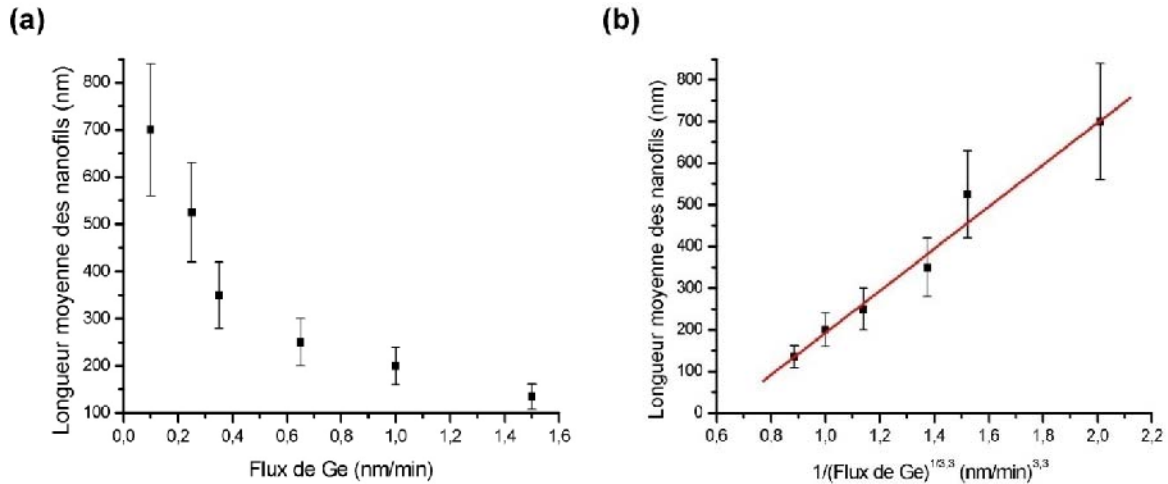 (a)
Longueur moyenne des nanofils (nm)
800
700
600
500
400
300
200
100
0,0 0,2 0,4 0,6 0,8 1,0 1,2 1,4 1,6
Flux de Ge (nm/min)
(b)
Longueur moyenne des nanofils (nm)
800
700
600
500
400
300
200
100
0
0,6 0,8 1,0 1,2 1,4 1,6 1,8 2,0 2,2
1/(Flux de Ge)^1/3,3 (nm/min)^3,3